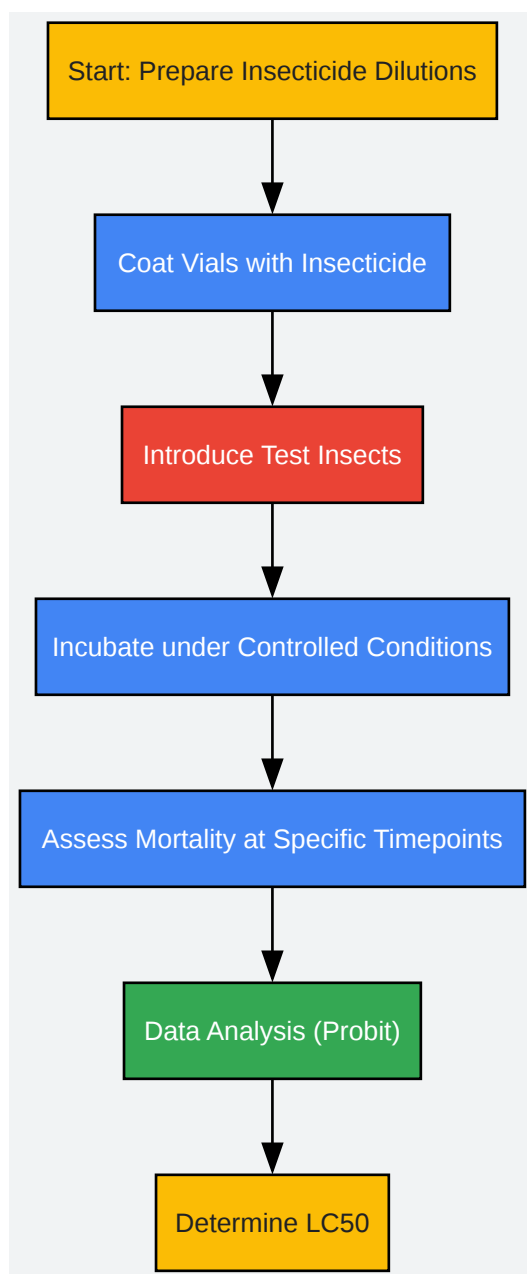 Start: Prepare Insecticide Dilutions
Coat Vials with Insecticide
Introduce Test Insects
Incubate under Controlled Conditions
Assess Mortality at Specific Timepoints
Data Analysis (Probit)
Determine LC50